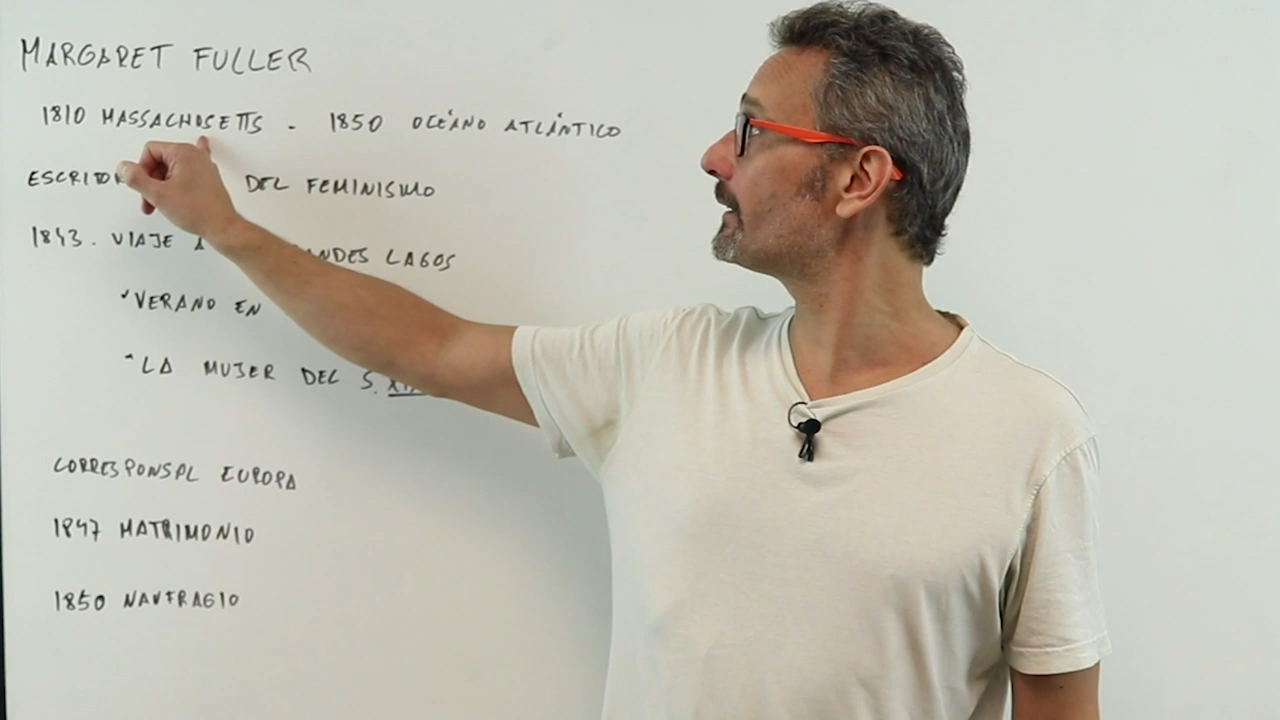 MARGARET FULLER
1810 MASSACHOSETTS - 1850 OCÉANO ATLÁNTICO
DEL FEMINISMO
1843. VIAJE A LAGOS
"VERANO EN
"LA MUJER DEL S.
CORRESPONSAL EUROPA
1847 MATRIMONIO
1850 NAUFRAGIO